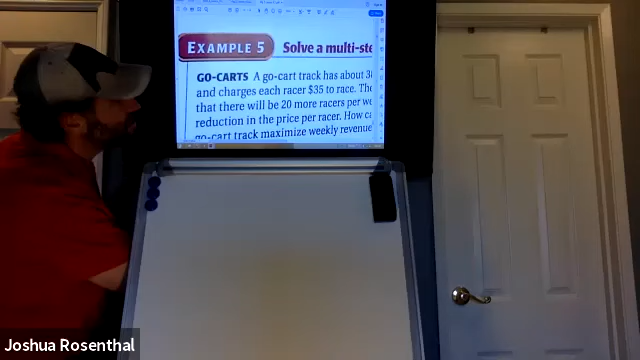 EXAMPLE 5 Solve a multi-ste
GO-CARTS A go-cart track has about 3
and charges each racer $35 to race. The
that there will be 20 more racers per we
reduction in the price per racer. How ca
go-cart track maximize weekly revenue
Joshua Rosenthal